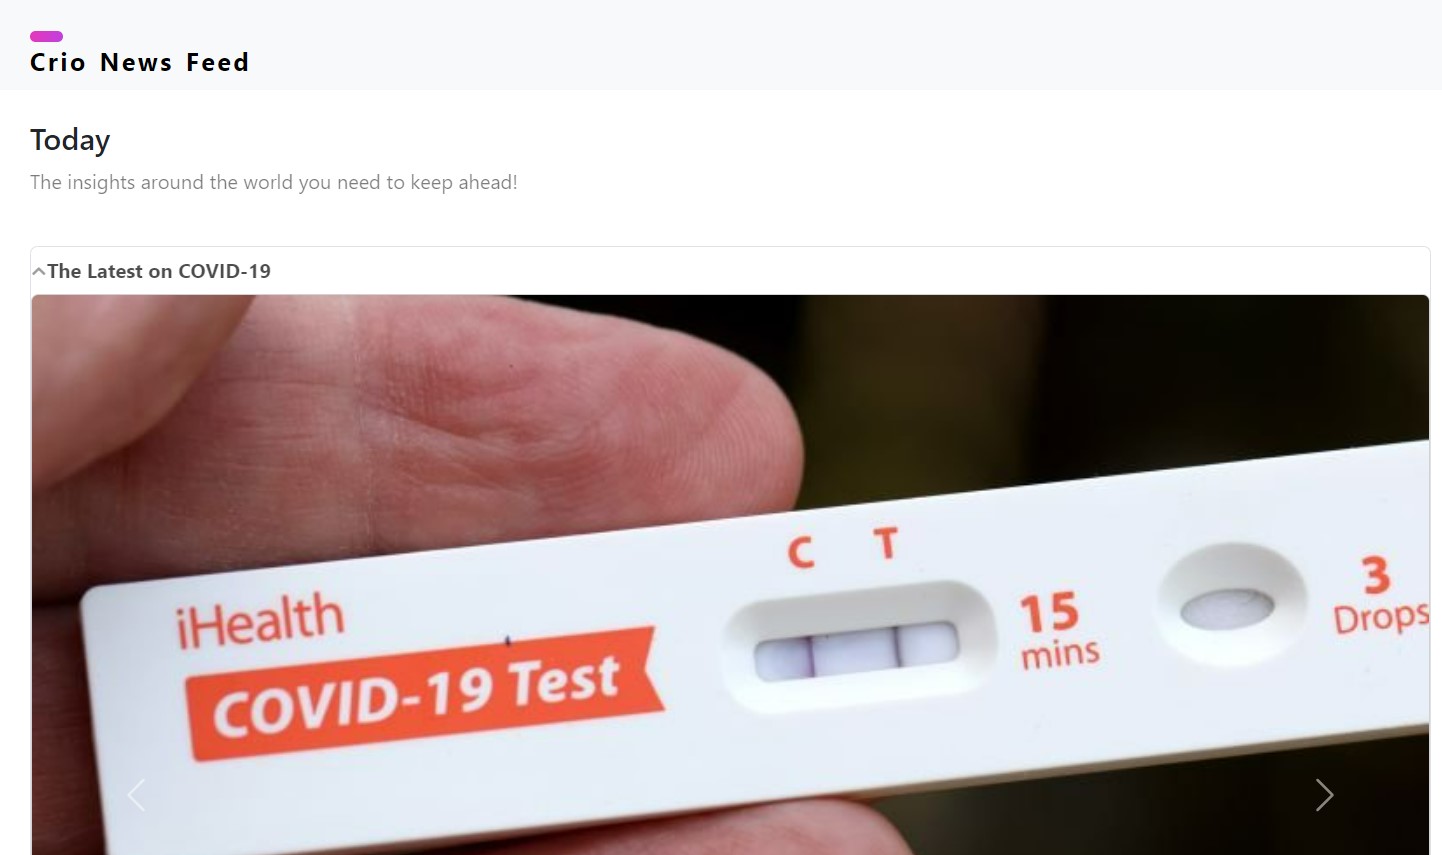 Crio News Feed
Today
The insights around the world you need to keep ahead!
The Latest on COVID-19
C T
iHealth
COVID-19 Test
15
mins
3
Drops